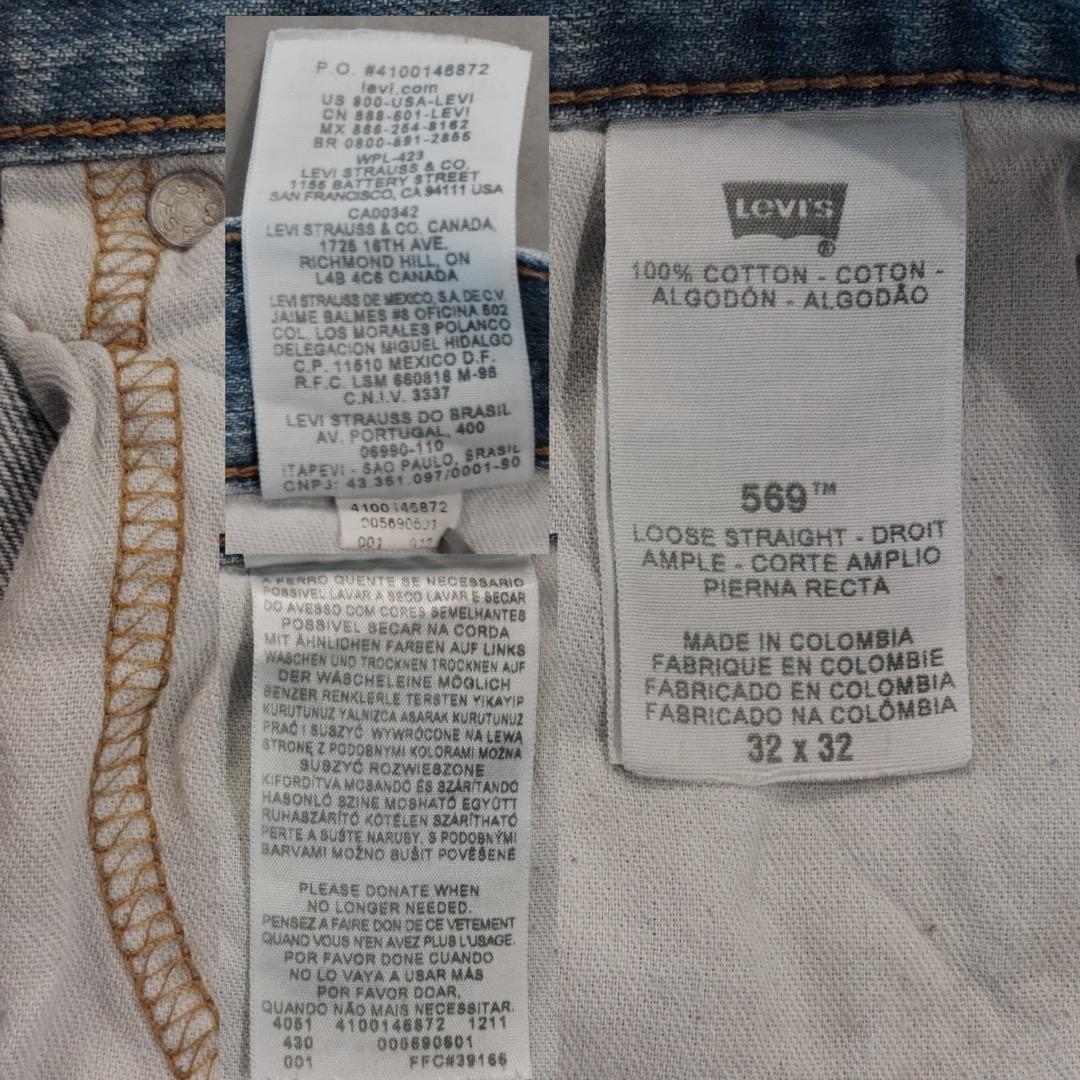 P.O. #4100146872
levi.com
US 800-USA-LEVI
CN 888-501-LEVI
MX 866-254-8162
BR 0800-891-2855
WPL-423
LEVI STRAUSS & CO.
1155 BATTERY STREET
SAN FRANCISCO, CA 94111 USA
CA00342
LEVI STRAUSS & CO. CANADA,
1725 16TH AVE.
RICHMOND HILL, ON
L4B 4C6 CANADA
LEVI STRAUSS DE MEXICO, S.A. DE C.V.
JAIME BALMES #8 OFICINA 502
COL. LOS MORALES POLANCO
DELEGACION MIGUEL HIDALGO
C.P. 11510 MEXICO D.F.
R.F.C. LSM 660816 M-96
C.N.I.V. 3337
LEVI STRAUSS DO BRASIL
AV. PORTUGAL, 400
06690-110
ITAPEVI - SAO PAULO, BRASIL
CNPJ: 43.351.097/0001-90
4100146872
005690601
001
A FERRO QUENTE SE NECESSARIO
POSSIVEL LAVAR A SECO LAVAR E SECAR
DO AVESSO COM CORES SEMELHANTES
POSSIVEL SECAR NA CORDA
MIT ÄHNLICHEN FARBEN AUF LINKS
WASCHEN UND TROCKNEN TROCKNEN AUF
DER WÄSCHELEINE MÖGLICH
BENZER RENKLERLE TERSTEN YIKAYIP
KURUTUNUZ YALNIZCA ASARAK KURUTUNUZ
PRAĆ I SUSZYĆ WYWRÓCONE NA LEWĄ
STRONĘ Z PODOBNYMI KOLORAMI MOŻNA
SUSZYĆ ROZWIESZONE
KIFORDÍTVA MOSANDÓ ÉS SZÁRÍTANDÓ
HASONLÓ SZINE MOSHATÓ EGYÜTT
RUHASZÁRÍTÓ KÖTÉLEN SZÁRÍTHATÓ
PERTE A SUŠTE NARUBY, S PODOBNÝMI
BARVAMI MOŽNO SUŠIT POVĚŠENÉ
PLEASE DONATE WHEN
NO LONGER NEEDED.
PENSEZ A FAIRE DON DE CE VETEMENT
QUAND VOUS N'EN AVEZ PLUS L'USAGE.
POR FAVOR DONE CUANDO
NO LO VAYA A USAR MÁS
POR FAVOR DOAR,
QUANDO NÃO MAIS NECESSITAR.
4051 4100146872 1211
430 005690601
001 FFC#39166
LEVI'S
100% COTTON - COTON -
ALGODÓN - ALGODÃO
569™
LOOSE STRAIGHT - DROIT
AMPLE - CORTE AMPLIO
PIERNA RECTA
MADE IN COLOMBIA
FABRIQUE EN COLOMBIE
FABRICADO EN COLOMBIA
FABRICADO NA COLÔMBIA
32 x 32